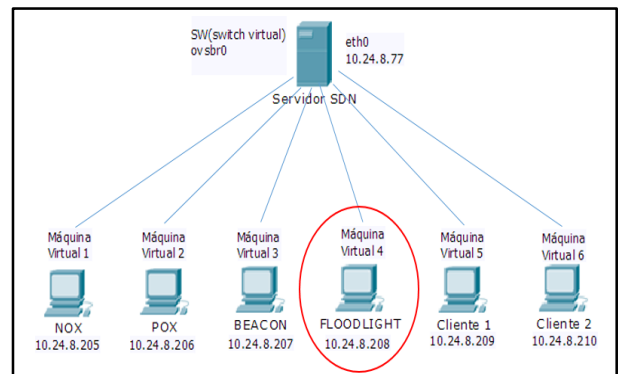 SW(switch virtual)
ovsbr0
eth0
10.24.8.77
Servidor SDN
Máquina
Virtual 1
NOX
10.24.8.205
Máquina
Virtual 2
POX
10.24.8.206
Máquina
Virtual 3
BEACON
10.24.8.207
Máquina
Virtual 4
FLOODLIGHT
10.24.8.208
Máquina
Virtual 5
Cliente 1
10.24.8.209
Máquina
Virtual 6
Cliente 2
10.24.8.210